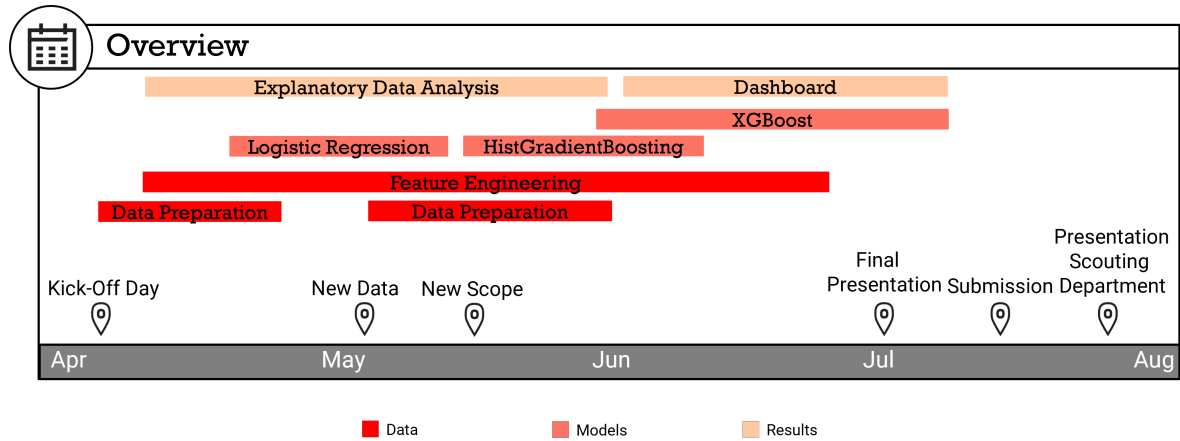 Overview
Explanatory Data Analysis
Dashboard
XGBoost
Logistic Regression
HistGradientBoosting
Feature Engineering
Data Preparation
Data Preparation
Kick-Off Day
New Data
New Scope
Final
Presentation
Submission
Presentation
Scouting
Department
Apr
May
Jun
Jul
Aug
Data
Models
Results